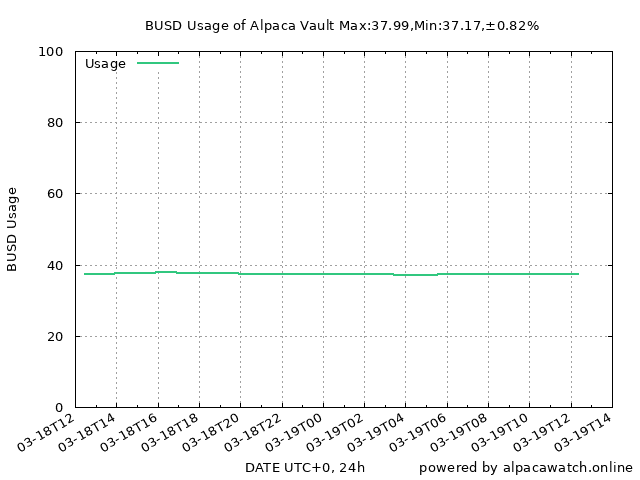 BUSD Usage of Alpaca Vault Max:37.99,Min:37.17,±0.82%
Usage
BUSD Usage
100
80
60
40
20
0
03-18T12
03-18T14
03-18T16
03-18T18
03-18T20
03-18T22
03-19T00
03-19T02
03-19T04
03-19T06
03-19T08
03-19T10
03-19T12
03-19T14
DATE UTC+0, 24h
powered by alpacawatch.online